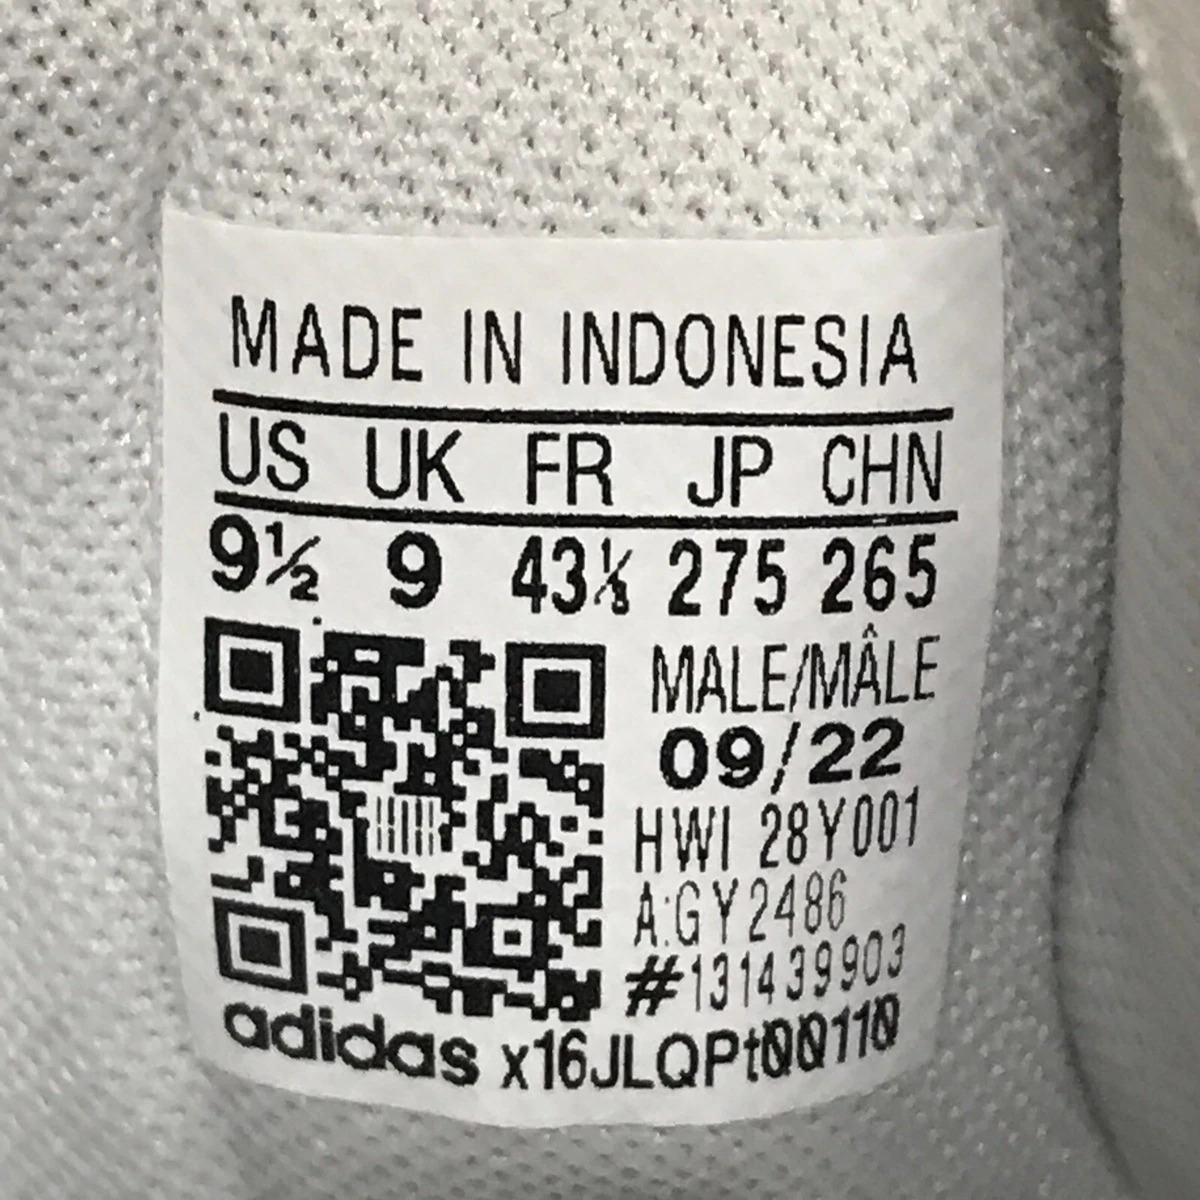 MADE IN INDONESIA
US UK FR JP CHN
9½ 9 43⅓ 275 265
MALE/MÂLE
09/22
HWI 28Y001
A:GY2486
#131439903
adidas x16JLQPt00110